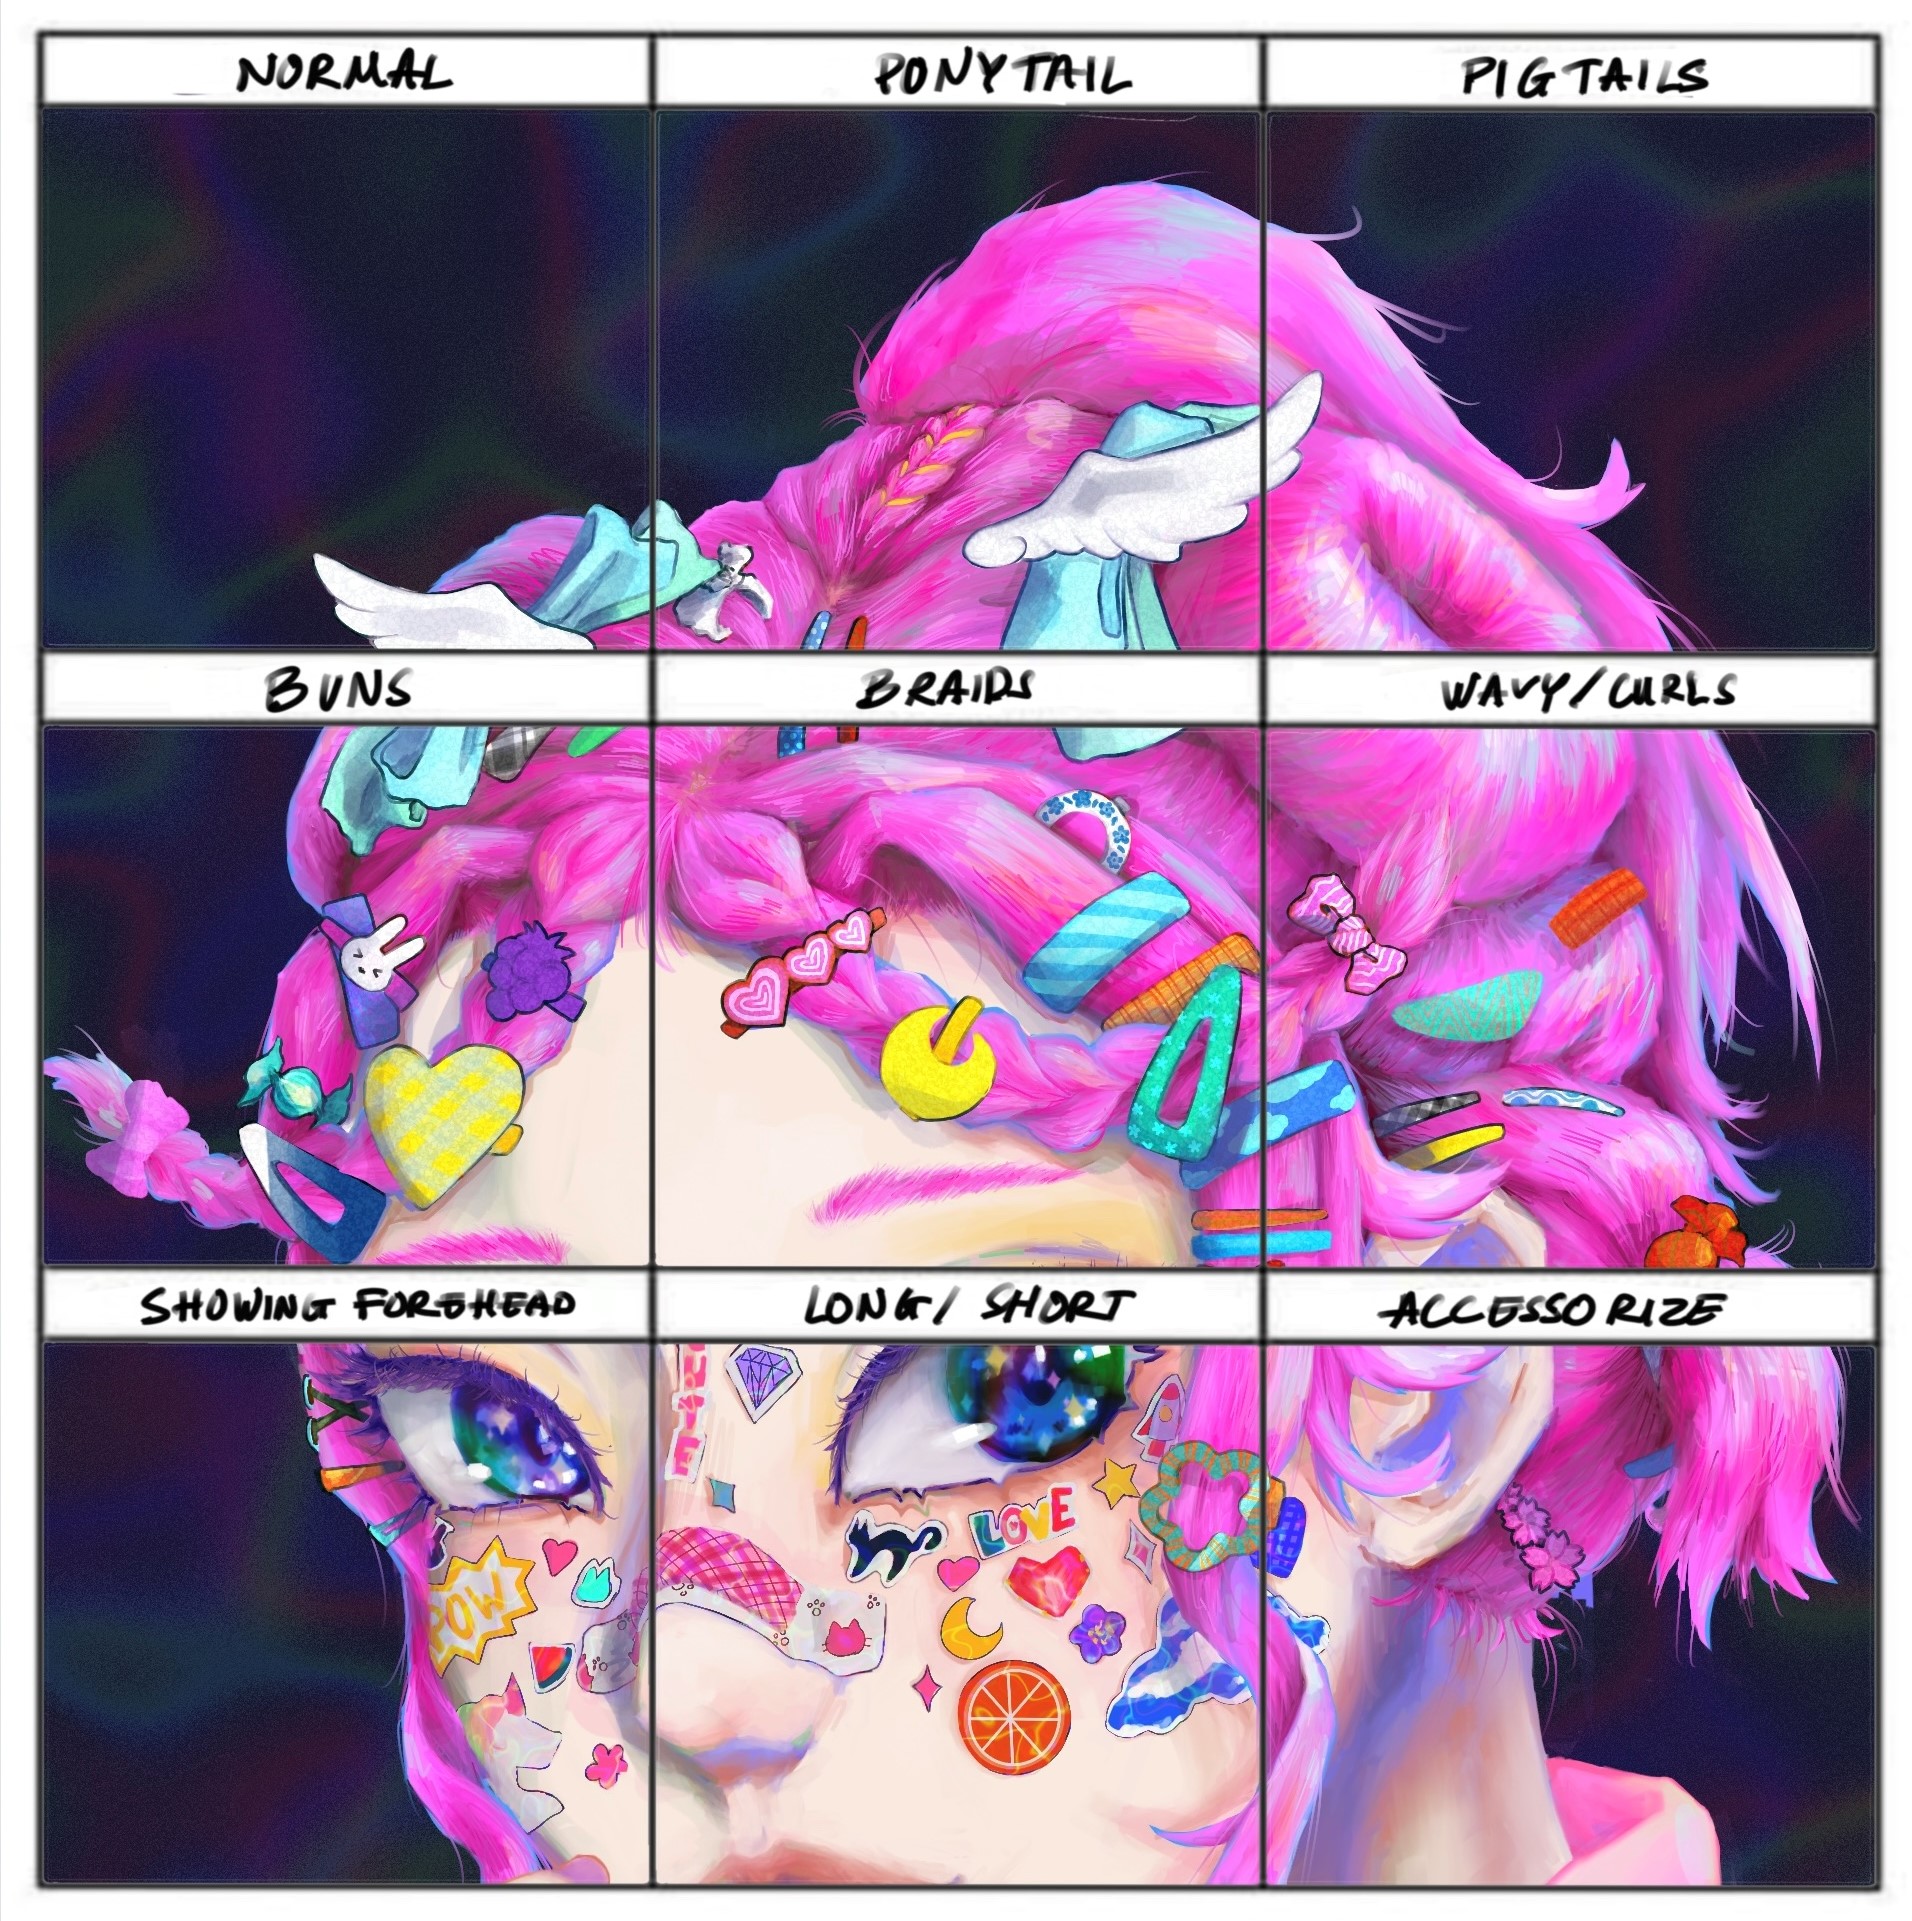 NORMAL
PONYTAIL
PIGTAILS
BUNS
BRAIDS
WAVY/CURLS
SHOWING FOREHEAD
LONG/ SHORT
ACCESSORIZE
LOVE
POW